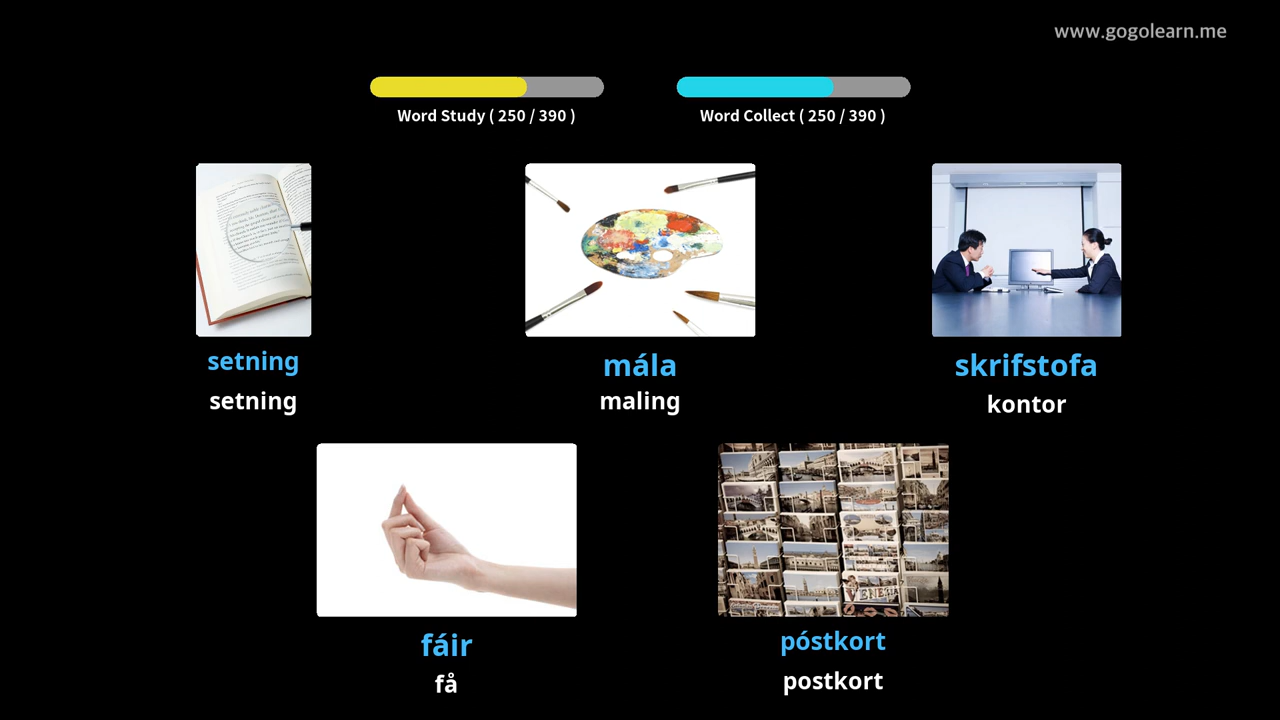 www.gogolearn.me
Word Study ( 250 / 390 )
Word Collect ( 250 / 390 )
setning
setning
mála
maling
skrifstofa
kontor
fáir
få
póstkort
postkort